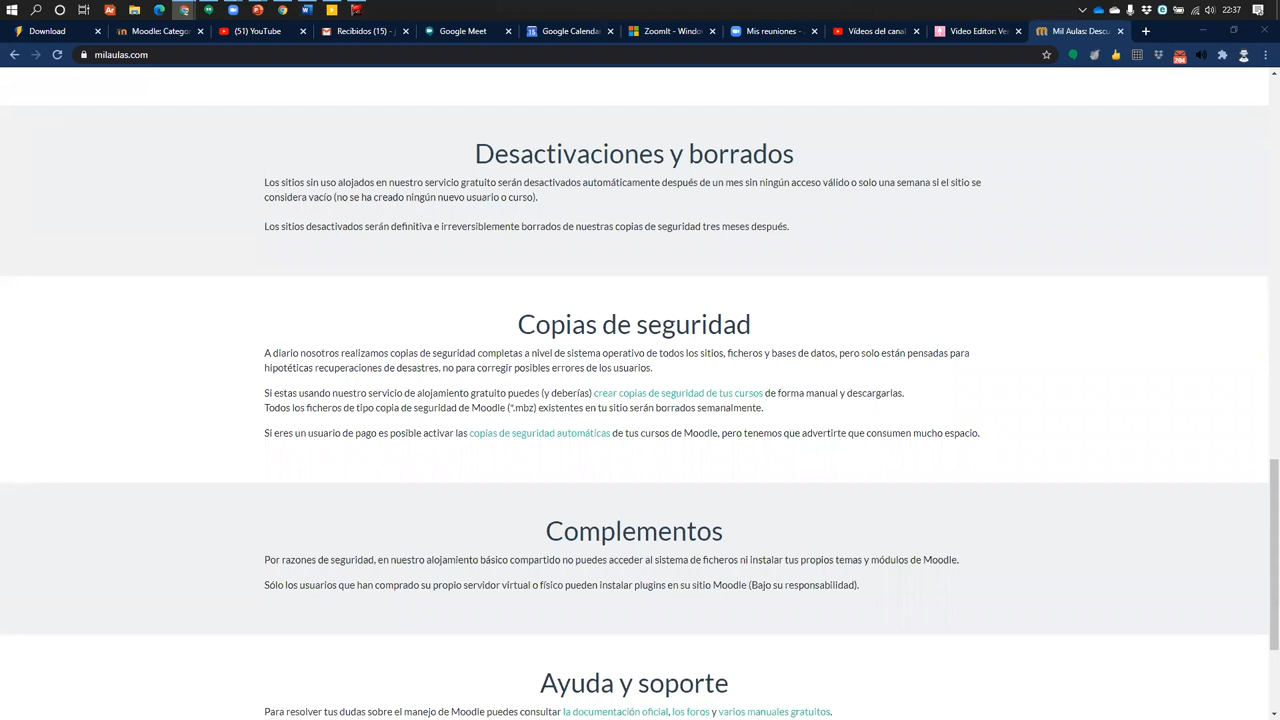 22:37
Download
Moodle: Categor
(51) YouTube
Recibidos (15) - j
Google Meet
Google Calenda
ZoomIt - Window
Mis reuniones -
Vídeos del canal
Video Editor: Ve
Mil Aulas: Descu
milaulas.com
284
Desactivaciones y borrados
Los sitios sin uso alojados en nuestro servicio gratuito serán desactivados automáticamente después de un mes sin ningún acceso válido o solo una semana si el sitio se
considera vacío (no se ha creado ningún nuevo usuario o curso).
Los sitios desactivados serán definitiva e irreversiblemente borrados de nuestras copias de seguridad tres meses después.
Copias de seguridad
A diario nosotros realizamos copias de seguridad completas a nivel de sistema operativo de todos los sitios, ficheros y bases de datos, pero solo están pensadas para
hipotéticas recuperaciones de desastres, no para corregir posibles errores de los usuarios.
Si estas usando nuestro servicio de alojamiento gratuito puedes (y deberías) crear copias de seguridad de tus cursos de forma manual y descargarlas.
Todos los ficheros de tipo copia de seguridad de Moodle (*.mbz) existentes en tu sitio serán borrados semanalmente.
Si eres un usuario de pago es posible activar las copias de seguridad automáticas de tus cursos de Moodle, pero tenemos que advertirte que consumen mucho espacio.
Complementos
Por razones de seguridad, en nuestro alojamiento básico compartido no puedes acceder al sistema de ficheros ni instalar tus propios temas y módulos de Moodle.
Sólo los usuarios que han comprado su propio servidor virtual o físico pueden instalar plugins en su sitio Moodle (Bajo su responsabilidad).
Ayuda y soporte
Para resolver tus dudas sobre el manejo de Moodle puedes consultar la documentación oficial, los foros y varios manuales gratuitos.